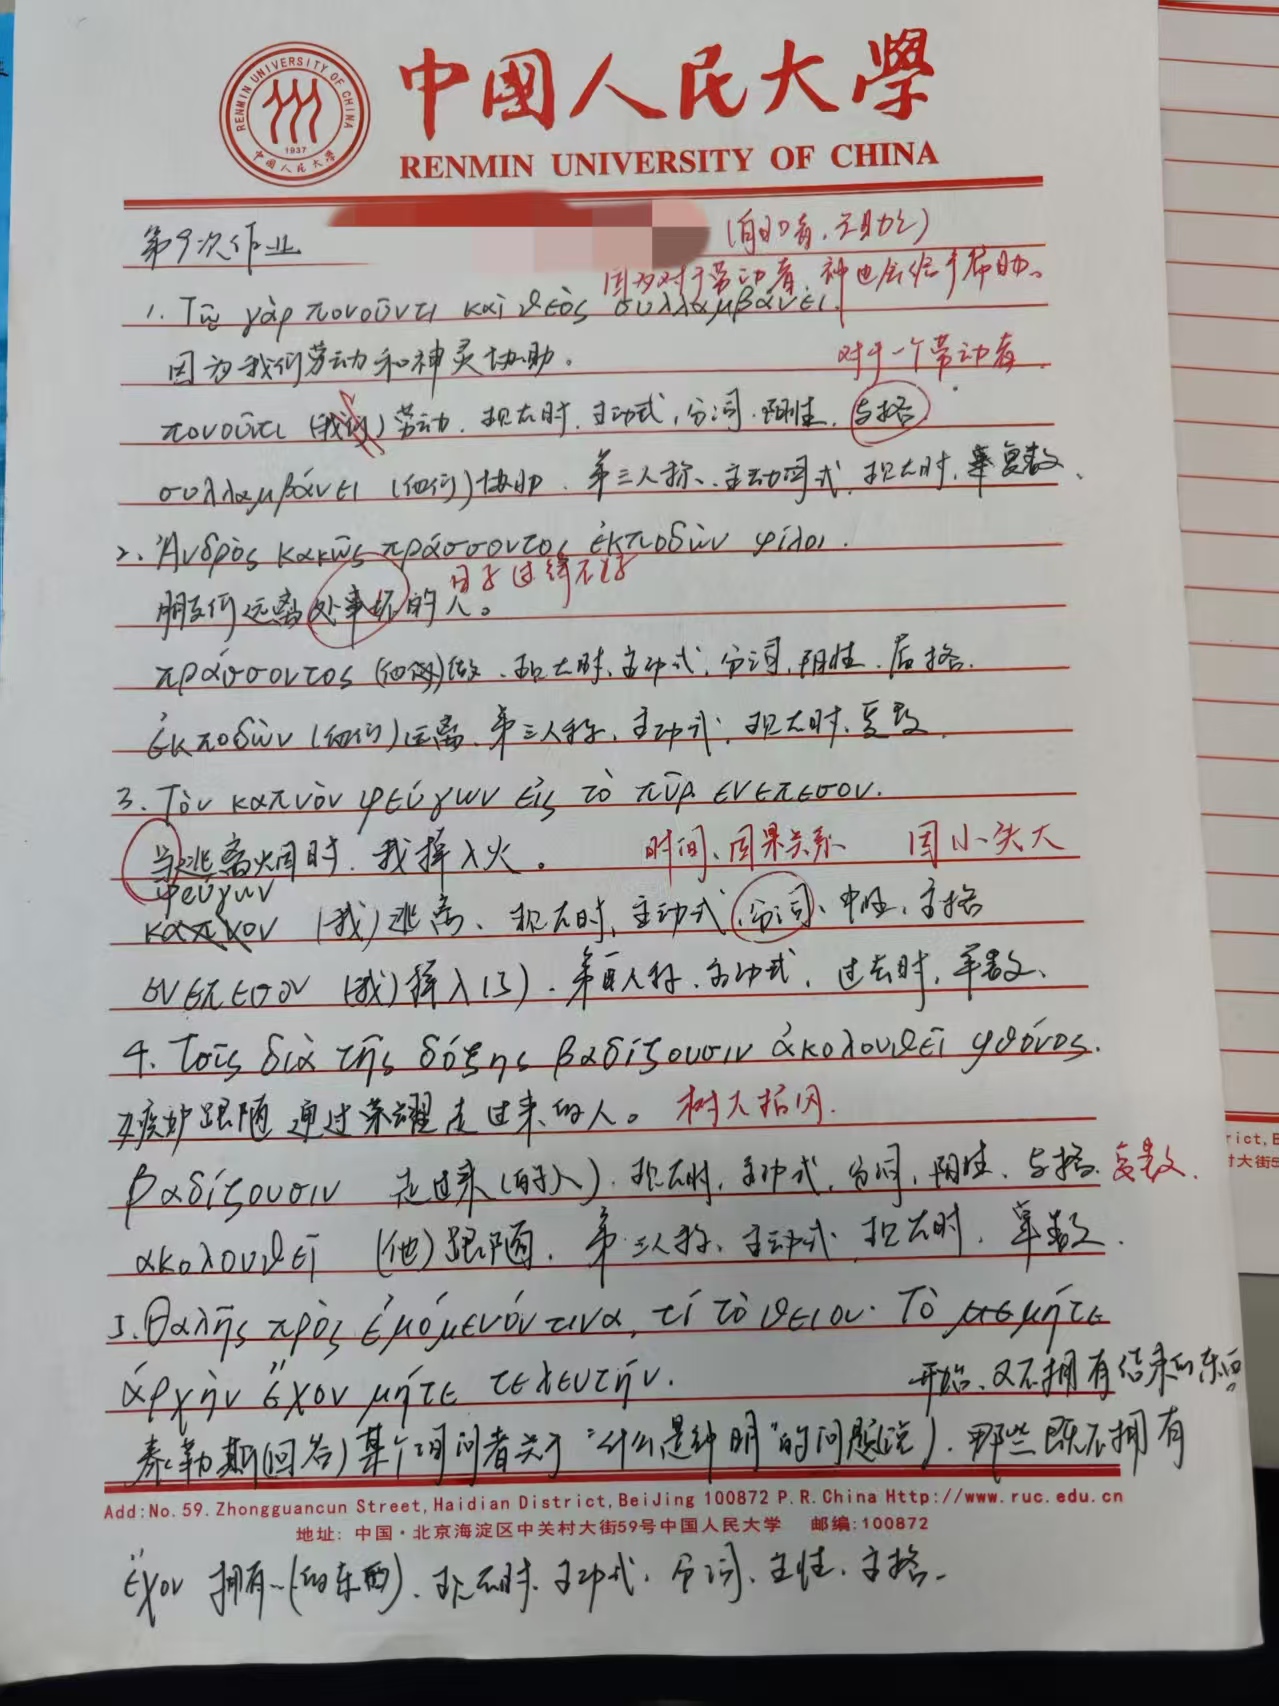 RENMIN UNIVERSITY OF CHINA
1937
中国人民大学
中國人民大學
RENMIN UNIVERSITY OF CHINA
第9次作业
(自助者,天助之)
因为对于劳动者,神也会给予帮助。
1. Τῷ γὰρ πονοῦντι καὶ θεὸς συλλαμβάνει.
因为我们劳动和神灵协助。
对于一个劳动者
πονοῦντι (我们) 劳动、现在时,主动式,分词.阳性,与格
συλλαμβάνει (他们) 协助、第三人称、主动式,现在时,复数、
2. Ἀνδρὸς κακῶς πράσσοντος ἐκποδὼν φίλοι.
日子过得不好
朋友们远离处事坏的人。
πράσσοντος 做、现在时,主动式,分词,阳性、属格.
ἐκποδὼν (他们) 远离、第三人称,主动式,现在时,复数
3. Τὸν καπνὸν φεύγων εἰς τὸ πῦρ ενεπεσον.
当逃离火因时,我掉入火。
时间、因果关系 因小失大
φεύγων
(我) 逃离、现在时,主动式,分词、中性、主格
ενεπεσον (我) 掉入(了)、第一人称、主动式,过去时,单数、
4. Τοῖς διὰ τῆς δόξης βαδίζουσιν ἀκολουθεῖ φθόνος.
嫉妒跟随通过荣耀走过来的人。 树大招风.
βαδίζουσιν 走过来(的人)、现在时,主动式,分词,阳性、与格. 复数.
ακολουθεῖ (他) 跟随、第三人称、主动式,现在时,单数.
5. Θαλῆς πρὸς ἐμόμενόν τινα, τί τὸ θειον· Τὸ μήτε
ἀρχὴν ἔχον μήτε τελευτήν.
开始、又不拥有结束的东西。
泰勒斯(回答)某个询问者关于"什么是神明"的问题(说).那些既不拥有
Add:No.59.Zhongguancun Street,Haidian District,BeiJing 100872 P.R.China Http://www.ruc.edu.cn
地址:中国·北京海淀区中关村大街59号中国人民大学 邮编:100872
ἔχον 拥有…(的东西)、现在时、主动式、分词、主性、主格.